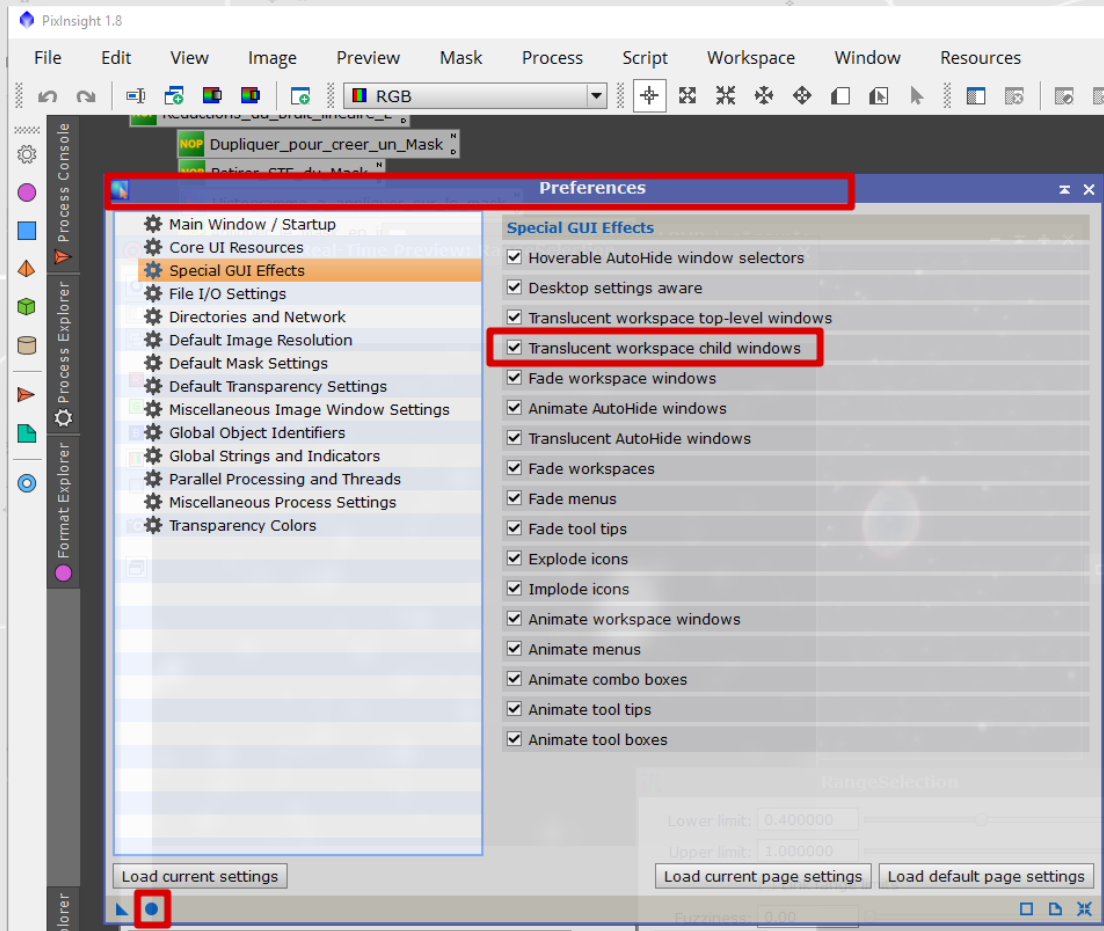 PixInsight 1.8
File Edit View Image Preview Mask Process Script Workspace Window Resources
RGB
Process Console
Process Explorer
Format Explorer
NOP Dupliquer_pour_creer_un_Mask N D
NOP Retirer_STF_du_Mask N
Preferences
Main Window / Startup
Core UI Resources
Special GUI Effects
File I/O Settings
Directories and Network
Default Image Resolution
Default Mask Settings
Default Transparency Settings
Miscellaneous Image Window Settings
Global Object Identifiers
Global Strings and Indicators
Parallel Processing and Threads
Miscellaneous Process Settings
Transparency Colors
Special GUI Effects
Hoverable AutoHide window selectors
Desktop settings aware
Translucent workspace top-level windows
Translucent workspace child windows
Fade workspace windows
Animate AutoHide windows
Translucent AutoHide windows
Fade workspaces
Fade menus
Fade tool tips
Explode icons
Implode icons
Animate workspace windows
Animate menus
Animate combo boxes
Animate tool tips
Animate tool boxes
RangeSelection
Lower limit: 0.400000
Upper limit: 1.000000
Load current settings
Load current page settings
Load default page settings
Fuzziness: 0.00